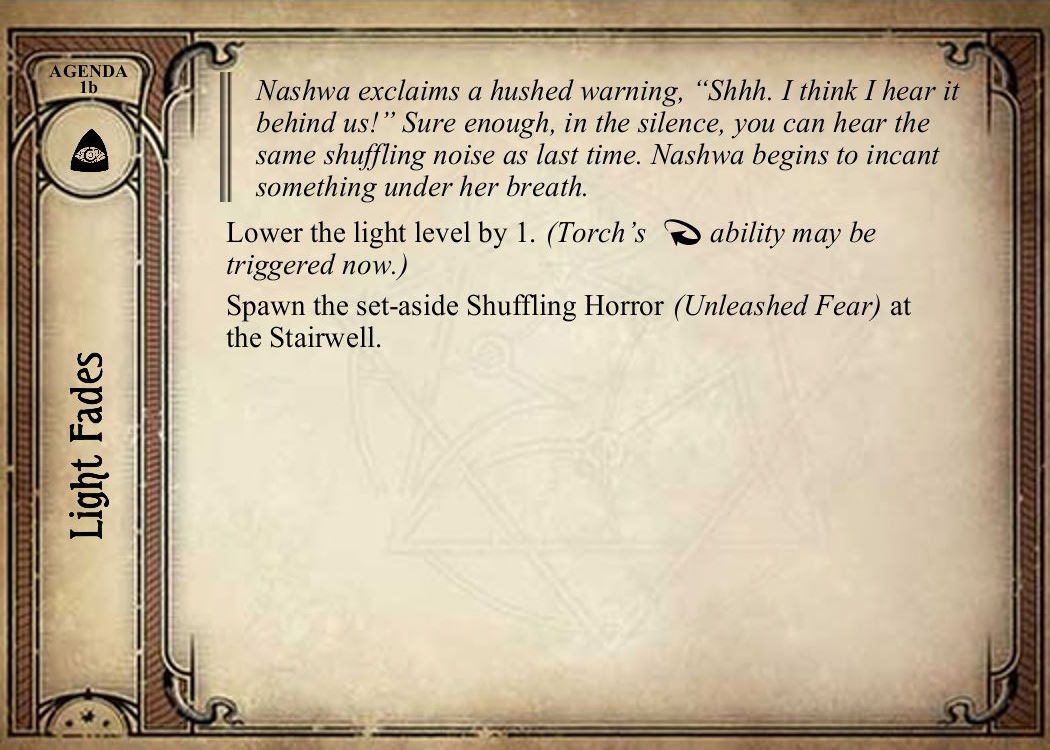 AGENDA
1b
Light Fades
Nashwa exclaims a hushed warning, “Shhh. I think I hear it
behind us!” Sure enough, in the silence, you can hear the
same shuffling noise as last time. Nashwa begins to incant
something under her breath.
Lower the light level by 1. (Torch’s ability may be
triggered now.)
Spawn the set-aside Shuffling Horror (Unleashed Fear) at
the Stairwell.